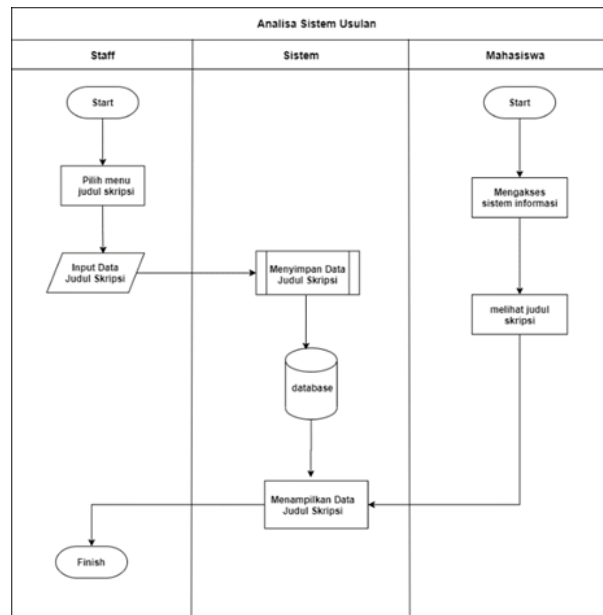 Analisa Sistem Usulan
Staff
Sistem
Mahasiswa
Start
Start
Pilih menu
judul skripsi
Mengakses
sistem informasi
Input Data
Judul Skripsi
Menyimpan Data
Judul Skripsi
melihat judul
skripsi
database
Menampilkan Data
Judul Skripsi
Finish